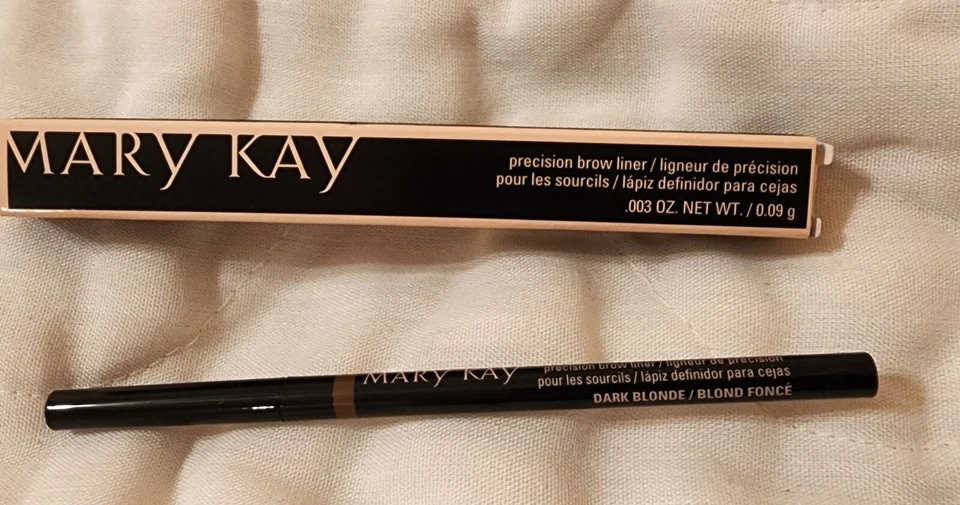 MARY KAY
precision brow liner / ligneur de précision
pour les sourcils / lápiz definidor para cejas
.003 OZ. NET WT. / 0.09 g
MARY KAY
precision brow liner / ligneur de précision
pour les sourcils / lápiz definidor para cejas
DARK BLONDE / BLOND FONCÉ